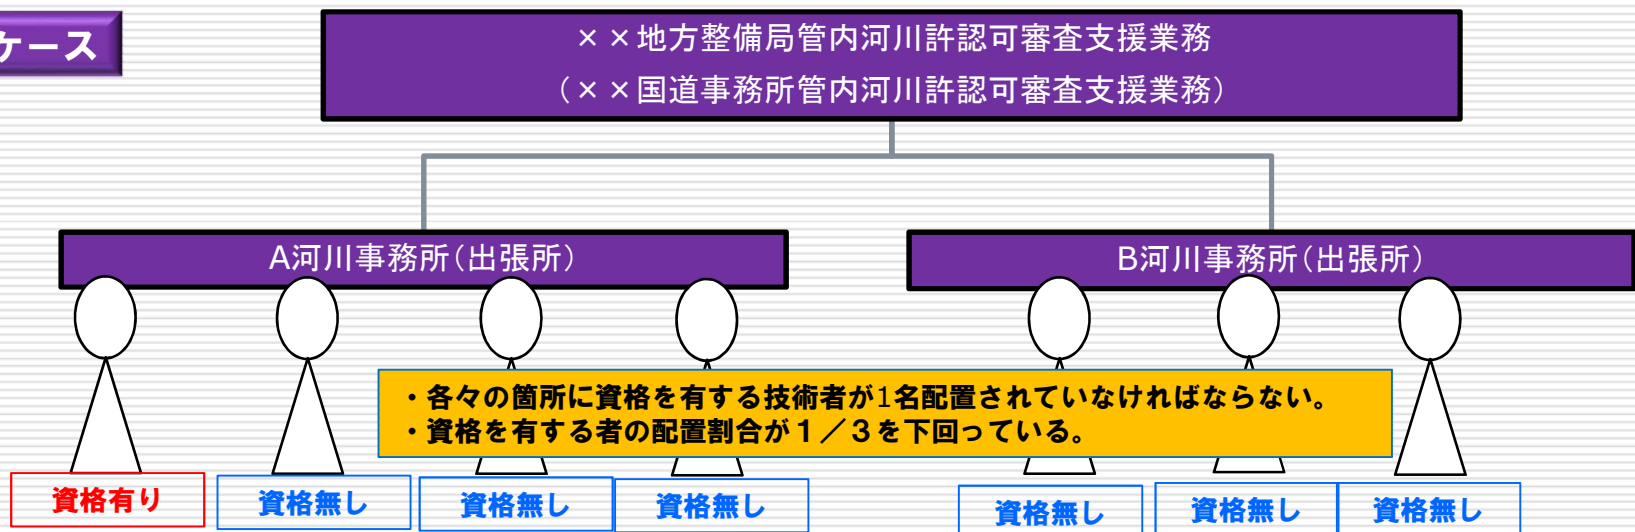 ケース
××地方整備局管内河川許認可審査支援業務
（××国道事務所管内河川許認可審査支援業務）
A河川事務所（出張所）
B河川事務所（出張所）
・各々の箇所に資格を有する技術者が1名配置されていなければならない。
・資格を有する者の配置割合が１／３を下回っている。
資格有り
資格無し
資格無し
資格無し
資格無し
資格無し
資格無し